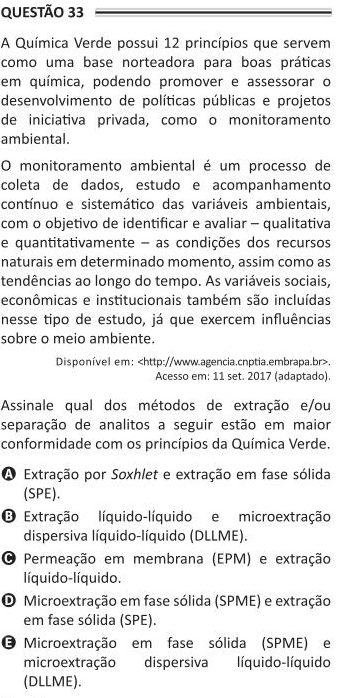 QUESTÃO 33
A Química Verde possui 12 princípios que servem
como uma base norteadora para boas práticas
em química, podendo promover e assessorar o
desenvolvimento de políticas públicas e projetos
de iniciativa privada, como o monitoramento
ambiental.
O monitoramento ambiental é um processo de
coleta de dados, estudo e acompanhamento
contínuo e sistemático das variáveis ambientais,
com o objetivo de identificar e avaliar – qualitativa
e quantitativamente – as condições dos recursos
naturais em determinado momento, assim como as
tendências ao longo do tempo. As variáveis sociais,
econômicas e institucionais também são incluídas
nesse tipo de estudo, já que exercem influências
sobre o meio ambiente.
Disponível em: <http://www.agencia.cnptia.embrapa.br>.
Acesso em: 11 set. 2017 (adaptado).
Assinale qual dos métodos de extração e/ou
separação de analitos a seguir estão em maior
conformidade com os princípios da Química Verde.
A Extração por Soxhlet e extração em fase sólida
(SPE).
B Extração líquido-líquido e microextração
dispersiva líquido-líquido (DLLME).
C Permeação em membrana (EPM) e extração
líquido-líquido.
D Microextração em fase sólida (SPME) e extração
em fase sólida (SPE).
E Microextração em fase sólida (SPME) e
microextração dispersiva líquido-líquido
(DLLME).